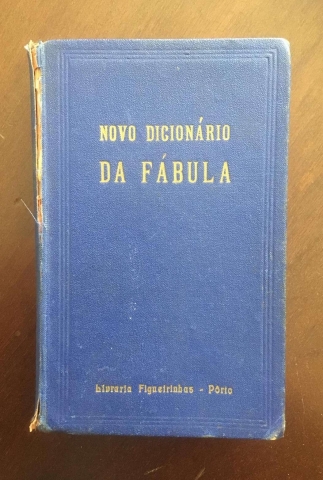 NOVO DICIONÁRIO
DA FÁBULA
Livraria Figueirinhas - Pôrto